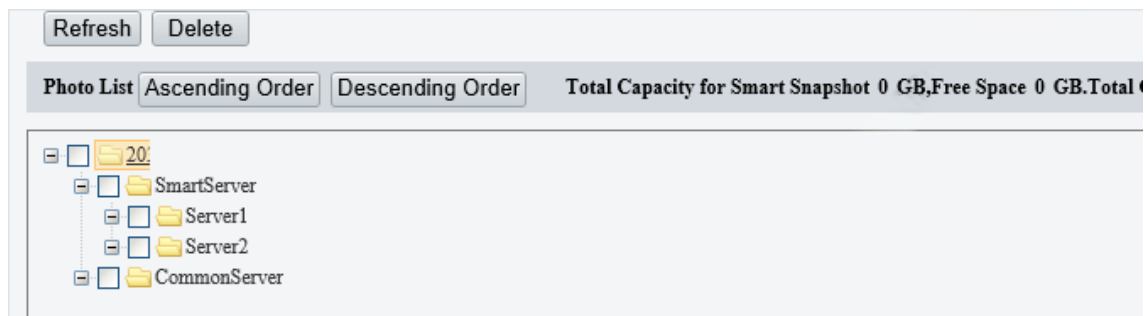 Refresh Delete
Photo List Ascending Order Descending Order Total Capacity for Smart Snapshot 0 GB,Free Space 0 GB.Total
SmartServer
Server1
Server2
CommonServer